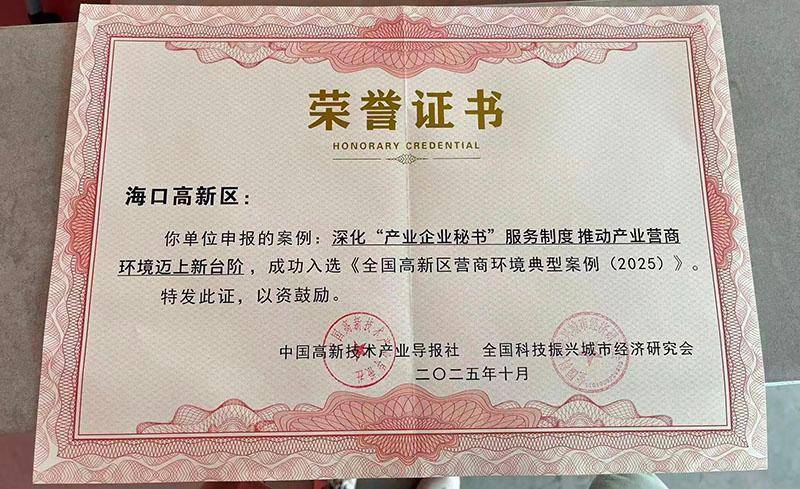 荣誉证书
HONORARY CREDENTIAL
海口高新区：
你单位申报的案例：深化“产业企业秘书”服务制度 推动产业营商
环境迈上新台阶，成功入选《全国高新区营商环境典型案例（2025）》。
特发此证，以资鼓励。
中国高新技术产业导报社 全国科技振兴城市经济研究会
二〇二五年十月